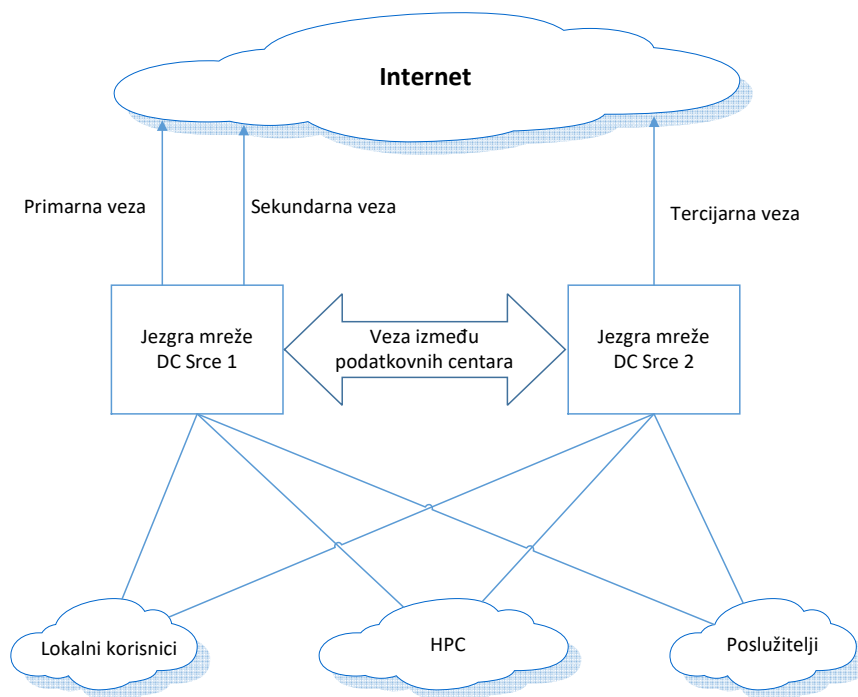 Internet
Primarna veza
Sekundarna veza
Tercijarna veza
Jezgra mreže
DC Srce 1
Veza između
podatkovnih centara
Jezgra mreže
DC Srce 2
Lokalni korisnici
HPC
Poslužitelji